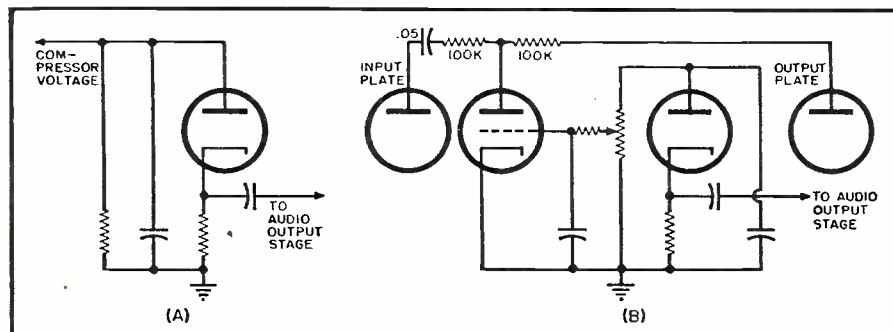 COM-
PRESSOR
VOLTAGE
TO
AUDIO
OUTPUT
STAGE
(A)
.05
100K
100K
INPUT
PLATE
OUTPUT
PLATE
TO AUDIO
OUTPUT
STAGE
(B)